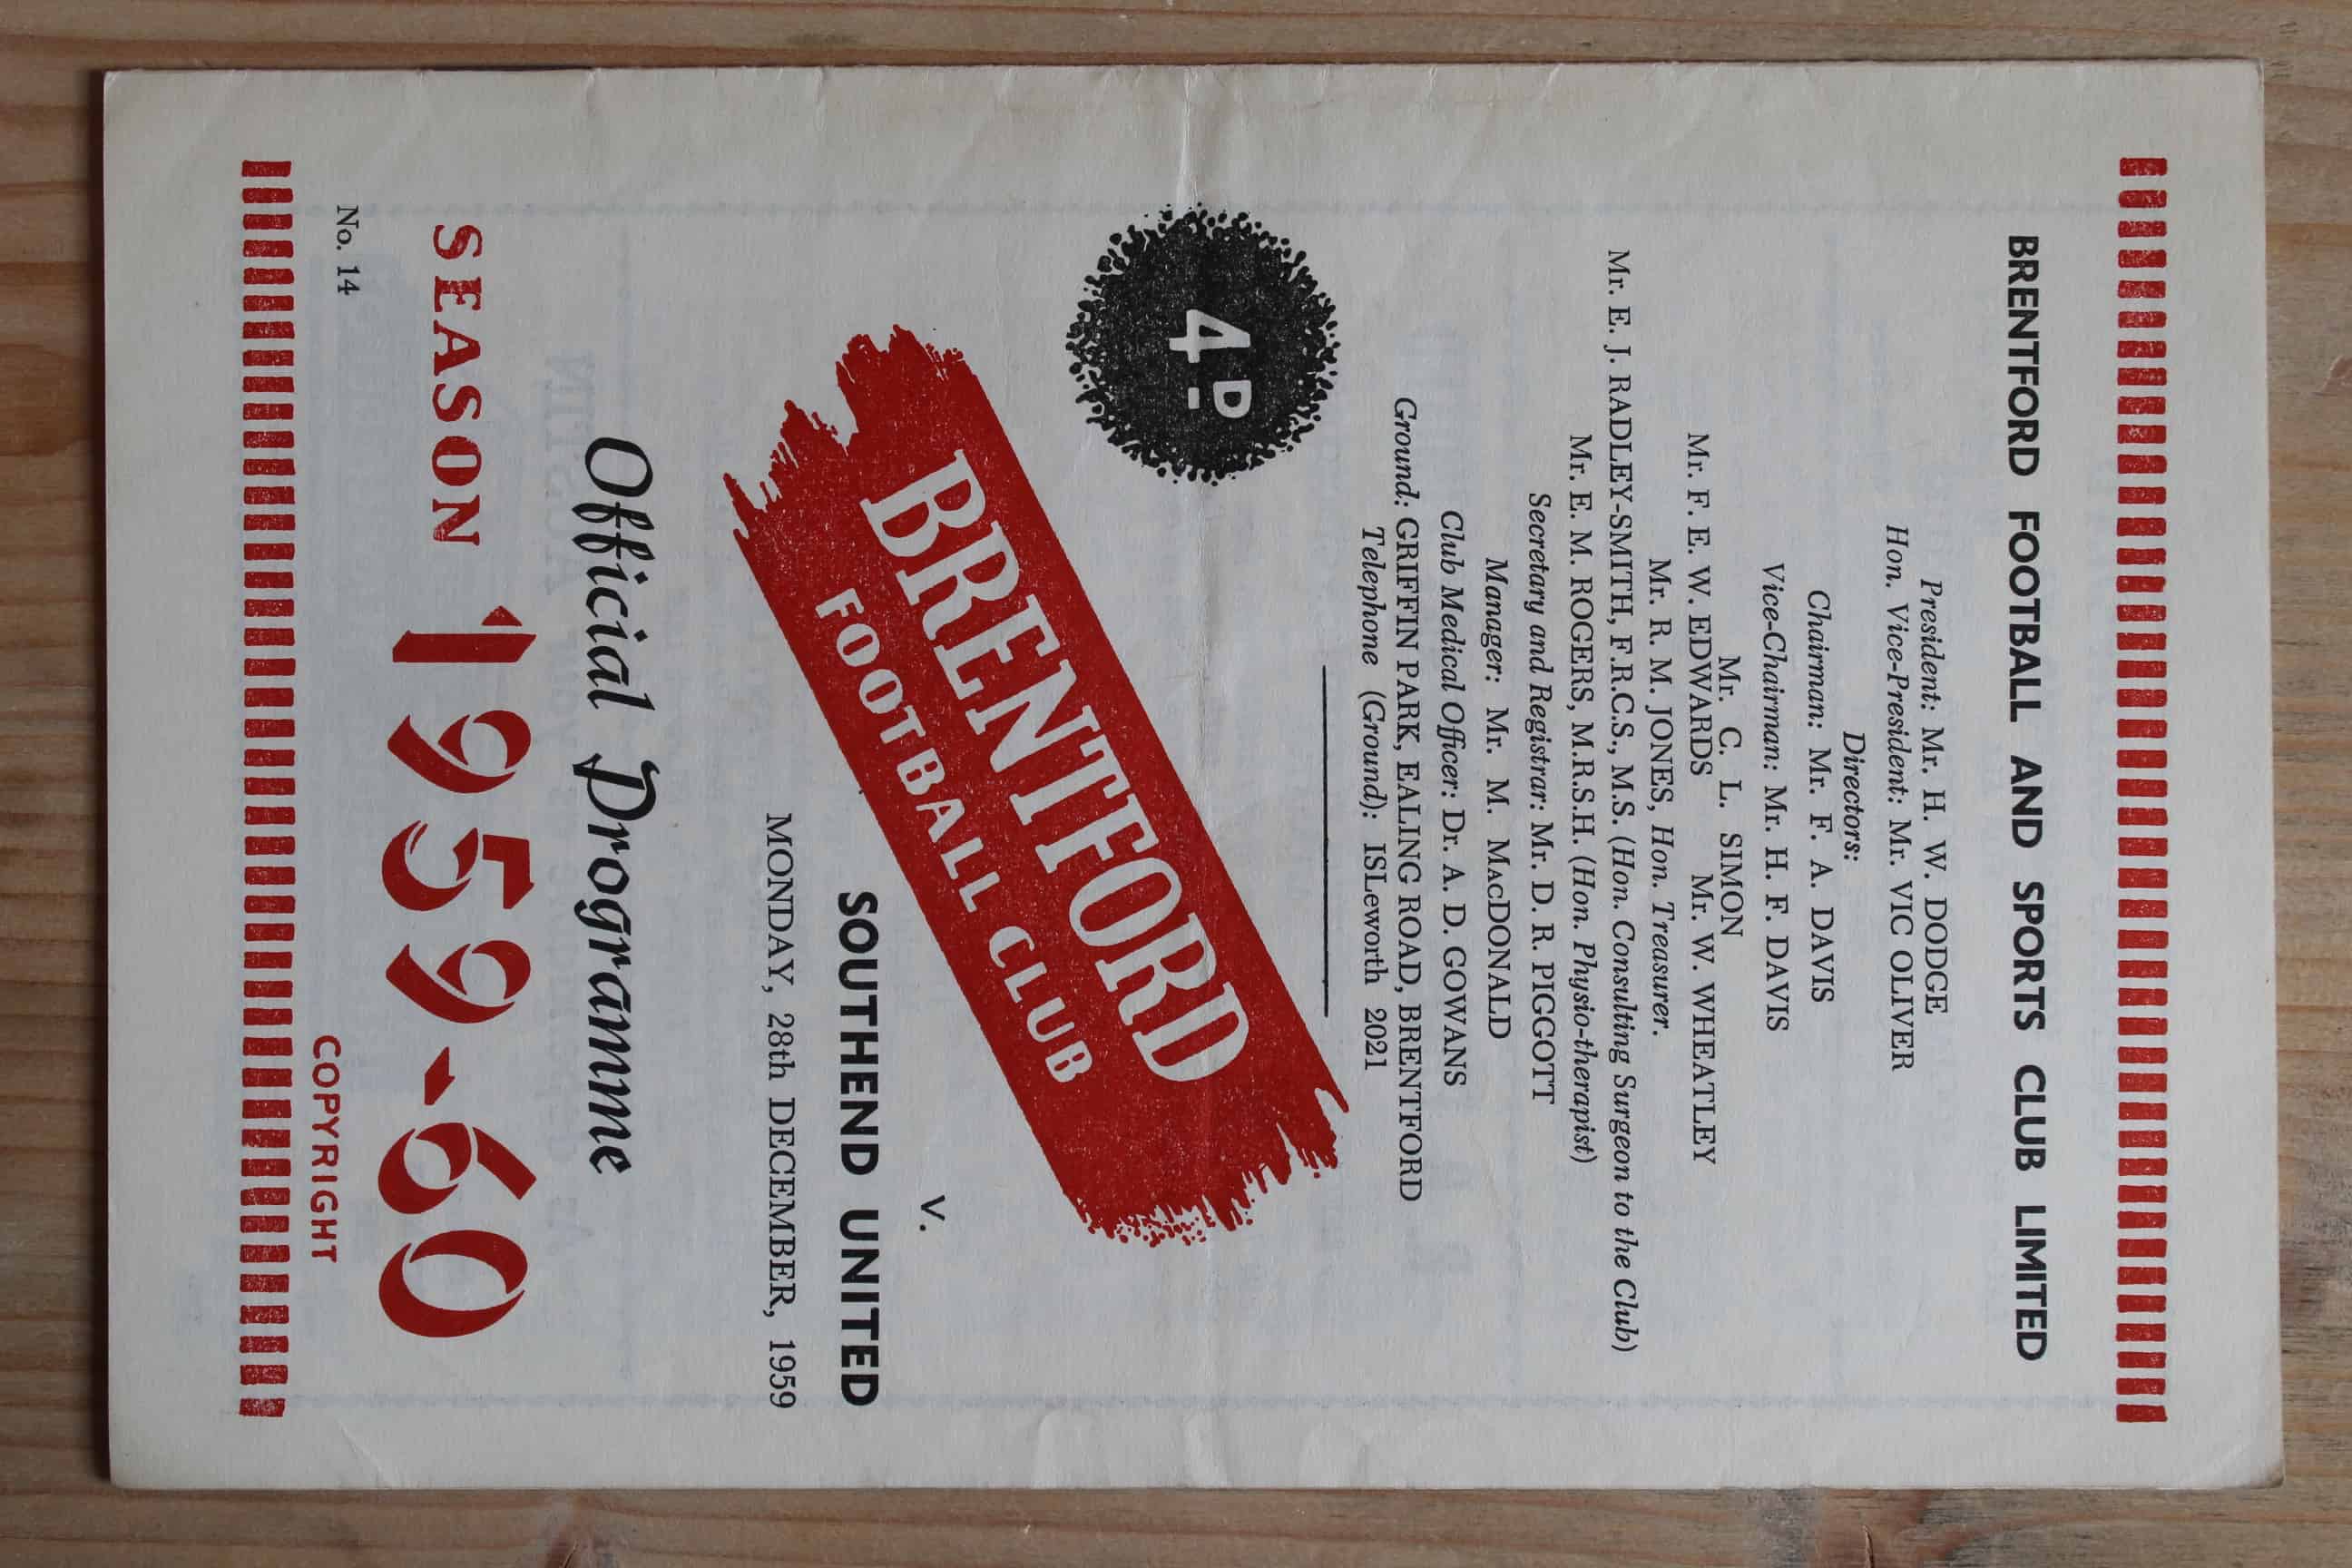 BRENTFORD FOOTBALL AND SPORTS CLUB LIMITED
President: Mr. H. W. DODGE
Hon. Vice-President: Mr. VIC OLIVER
Directors:
Chairman: Mr. F. A. DAVIS
Vice-Chairman: Mr. H. F. DAVIS
Mr. C. L. SIMON
Mr. F. E. W. EDWARDS Mr. W. WHEATLEY
Mr. R. M. JONES, Hon. Treasurer.
Mr. E. J. RADLEY-SMITH, F.R.C.S., M.S. (Hon. Consulting Surgeon to the Club)
Mr. E. M. ROGERS, M.R.S.H. (Hon. Physio-therapist)
Secretary and Registrar: Mr. D. R. PIGGOTT
Manager: Mr. M. MacDONALD
Club Medical Officer: Dr. A. D. GOWANS
Ground: GRIFFIN PARK, EALING ROAD, BRENTFORD
Telephone (Ground): ISLeworth 2021
4D
BRENTFORD
FOOTBALL CLUB
v.
SOUTHEND UNITED
MONDAY, 28th DECEMBER, 1959
Official Programme
SEASON 1959-60
No. 14
COPYRIGHT